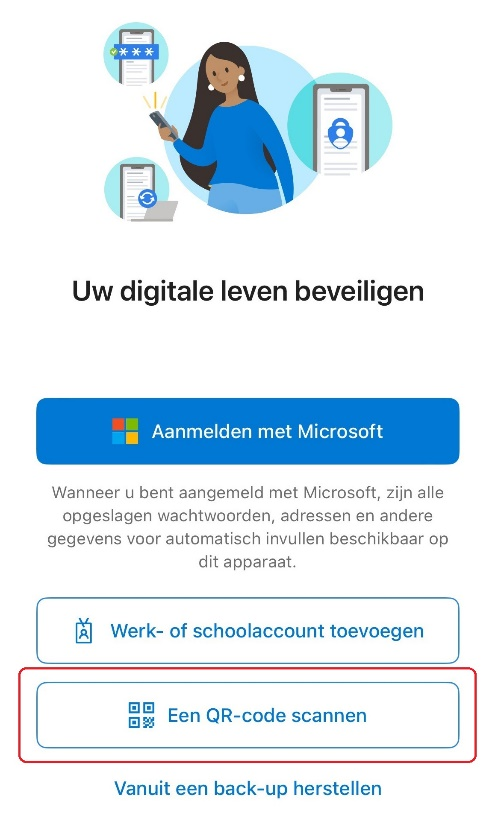 ***
Uw digitale leven beveiligen
Aanmelden met Microsoft
Wanneer u bent aangemeld met Microsoft, zijn alle
opgeslagen wachtwoorden, adressen en andere
gegevens voor automatisch invullen beschikbaar op
dit apparaat.
Werk- of schoolaccount toevoegen
Een QR-code scannen
Vanuit een back-up herstellen